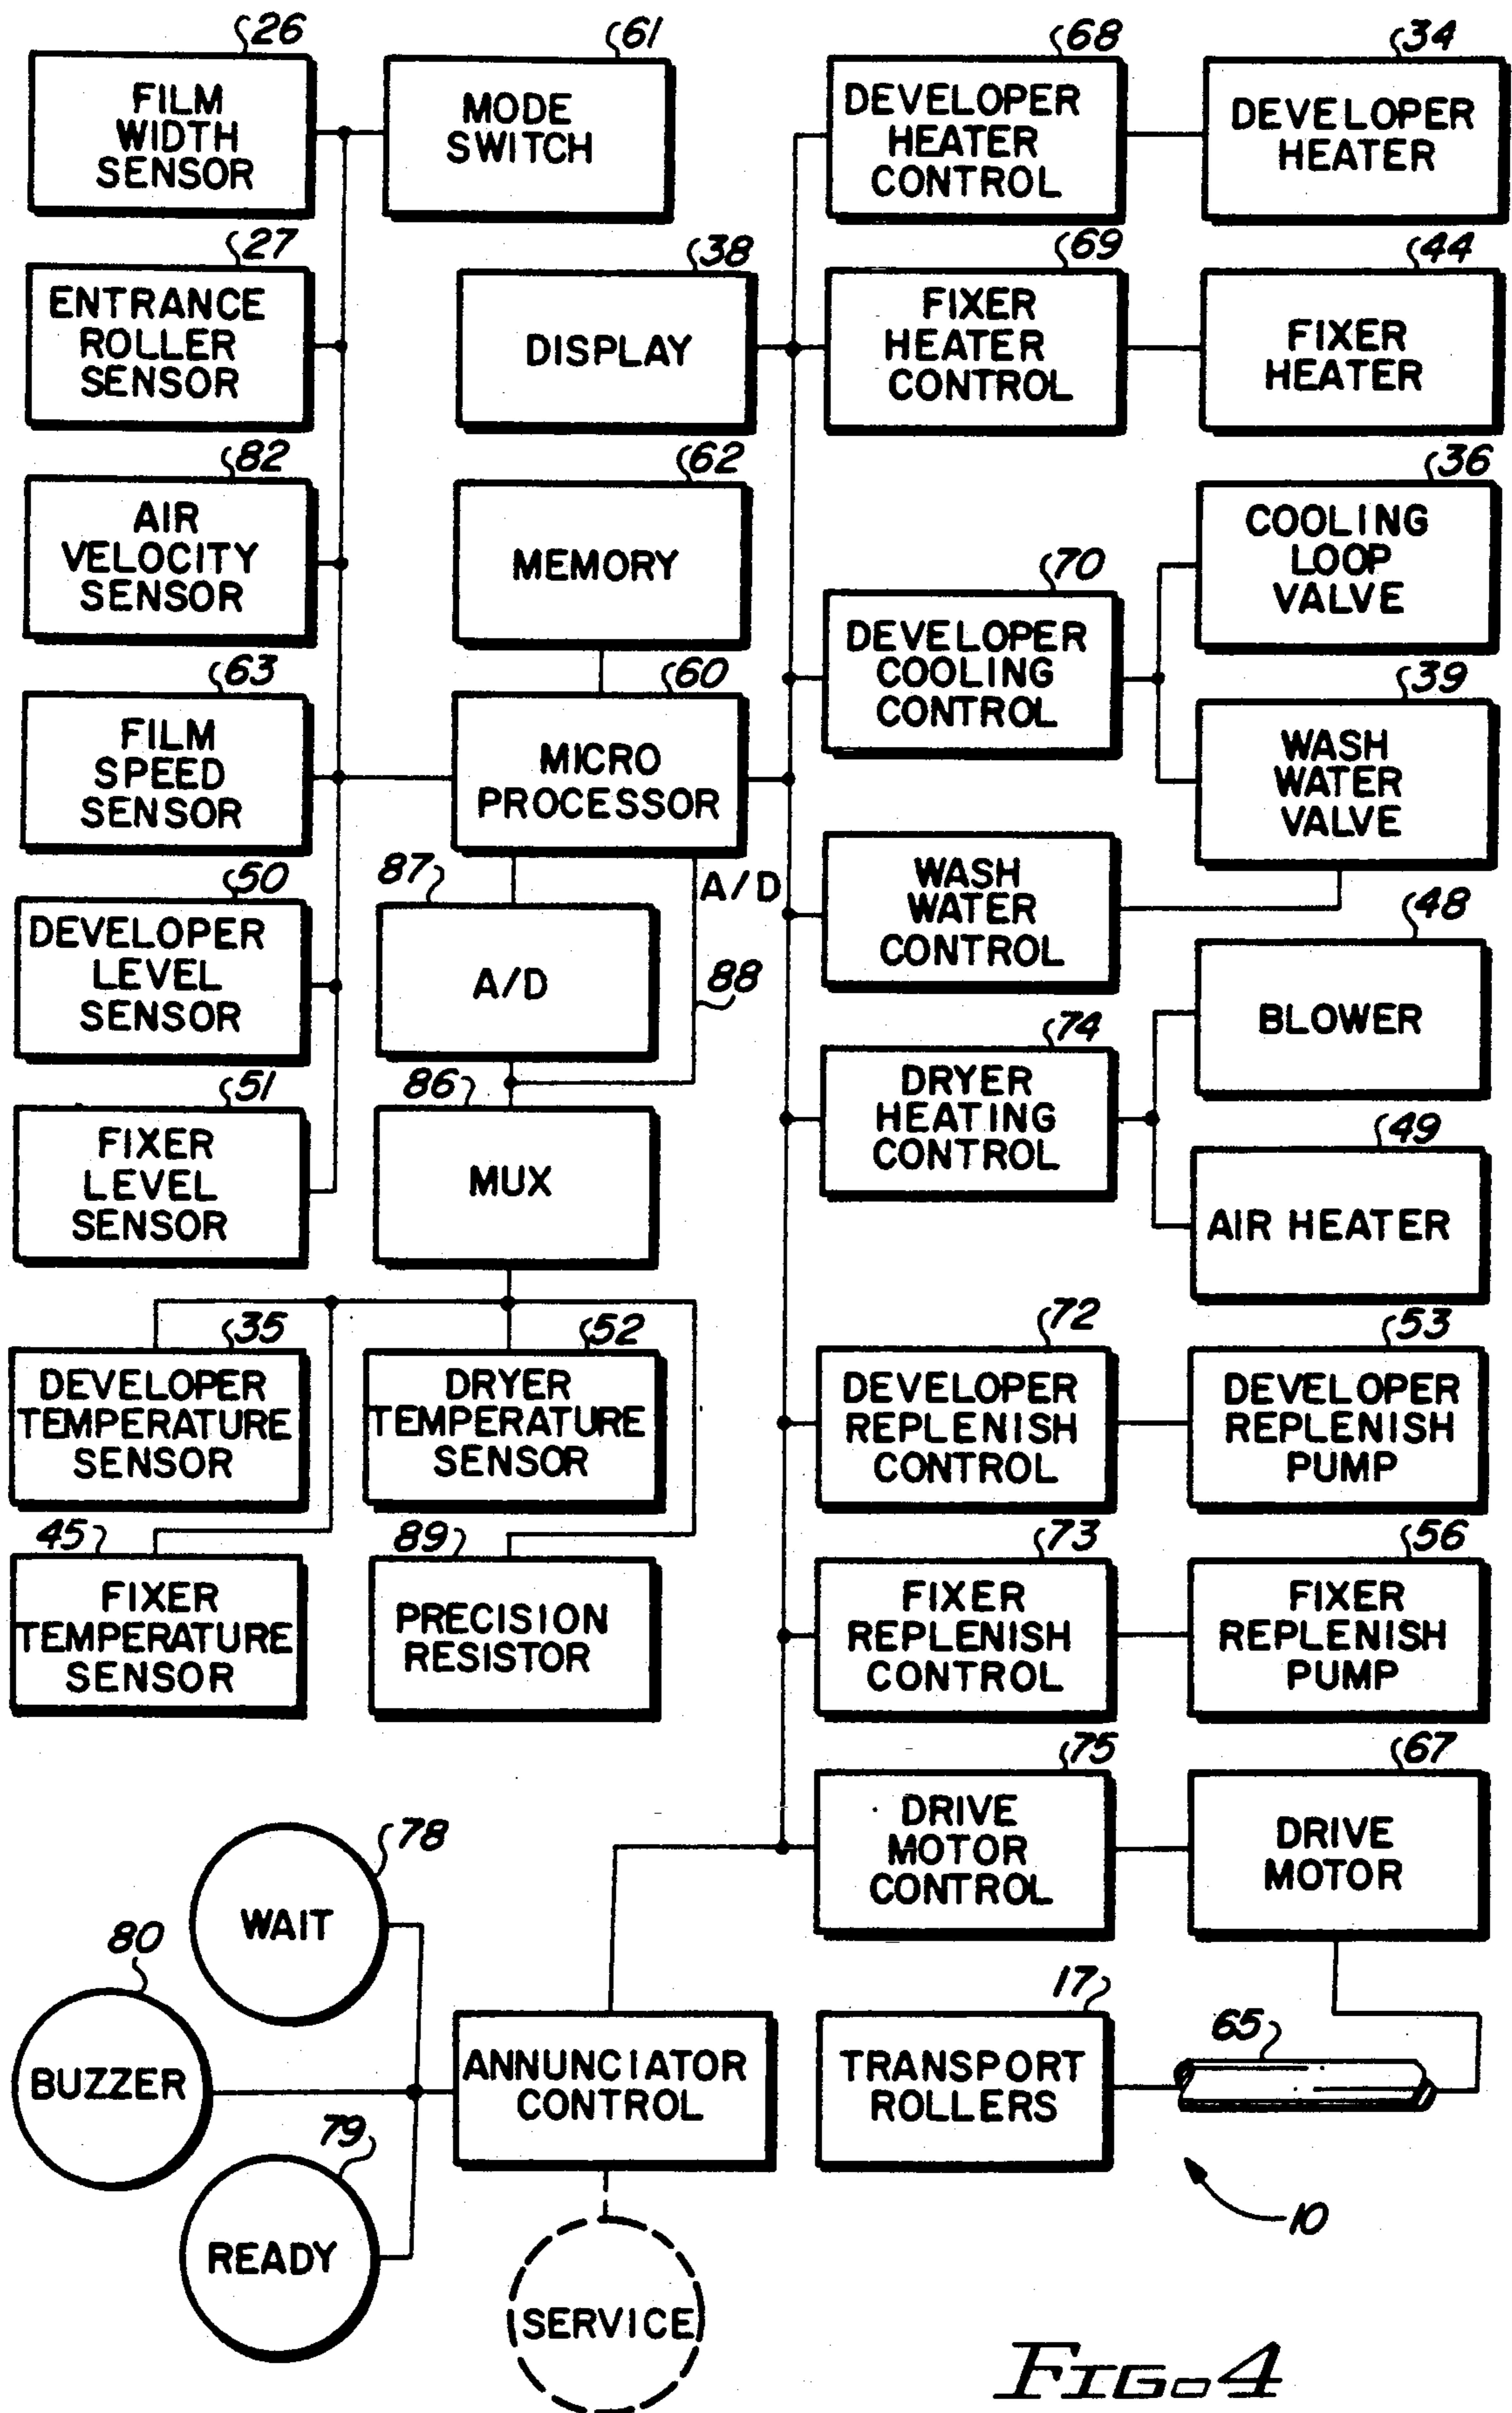 26
FILM
WIDTH
SENSOR
61
MODE
SWITCH
68
DEVELOPER
HEATER
CONTROL
34
DEVELOPER
HEATER
27
ENTRANCE
ROLLER
SENSOR
38
DISPLAY
69
FIXER
HEATER
CONTROL
44
FIXER
HEATER
82
AIR
VELOCITY
SENSOR
62
MEMORY
36
COOLING
LOOP
VALVE
70
DEVELOPER
COOLING
CONTROL
63
FILM
SPEED
SENSOR
60
MICRO
PROCESSOR
39
WASH
WATER
VALVE
50
DEVELOPER
LEVEL
SENSOR
87
A/D
A/D
88
WASH
WATER
CONTROL
48
BLOWER
51
FIXER
LEVEL
SENSOR
86
MUX
74
DRYER
HEATING
CONTROL
49
AIR HEATER
35
DEVELOPER
TEMPERATURE
SENSOR
52
DRYER
TEMPERATURE
SENSOR
72
DEVELOPER
REPLENISH
CONTROL
53
DEVELOPER
REPLENISH
PUMP
45
FIXER
TEMPERATURE
SENSOR
89
PRECISION
RESISTOR
73
FIXER
REPLENISH
CONTROL
56
FIXER
REPLENISH
PUMP
75
DRIVE
MOTOR
CONTROL
67
DRIVE
MOTOR
78
WAIT
80
BUZZER
79
READY
ANNUNCIATOR
CONTROL
SERVICE
17
TRANSPORT
ROLLERS
65
10
FIG. 4